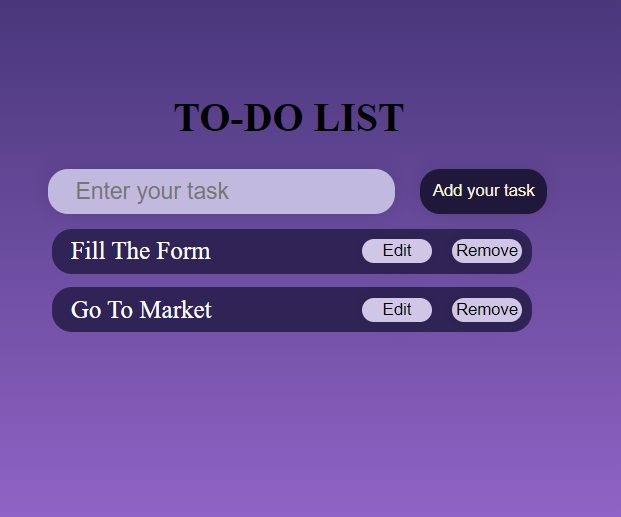 TO-DO LIST
Enter your task Add your task
Fill The Form Edit Remove
Go To Market Edit Remove